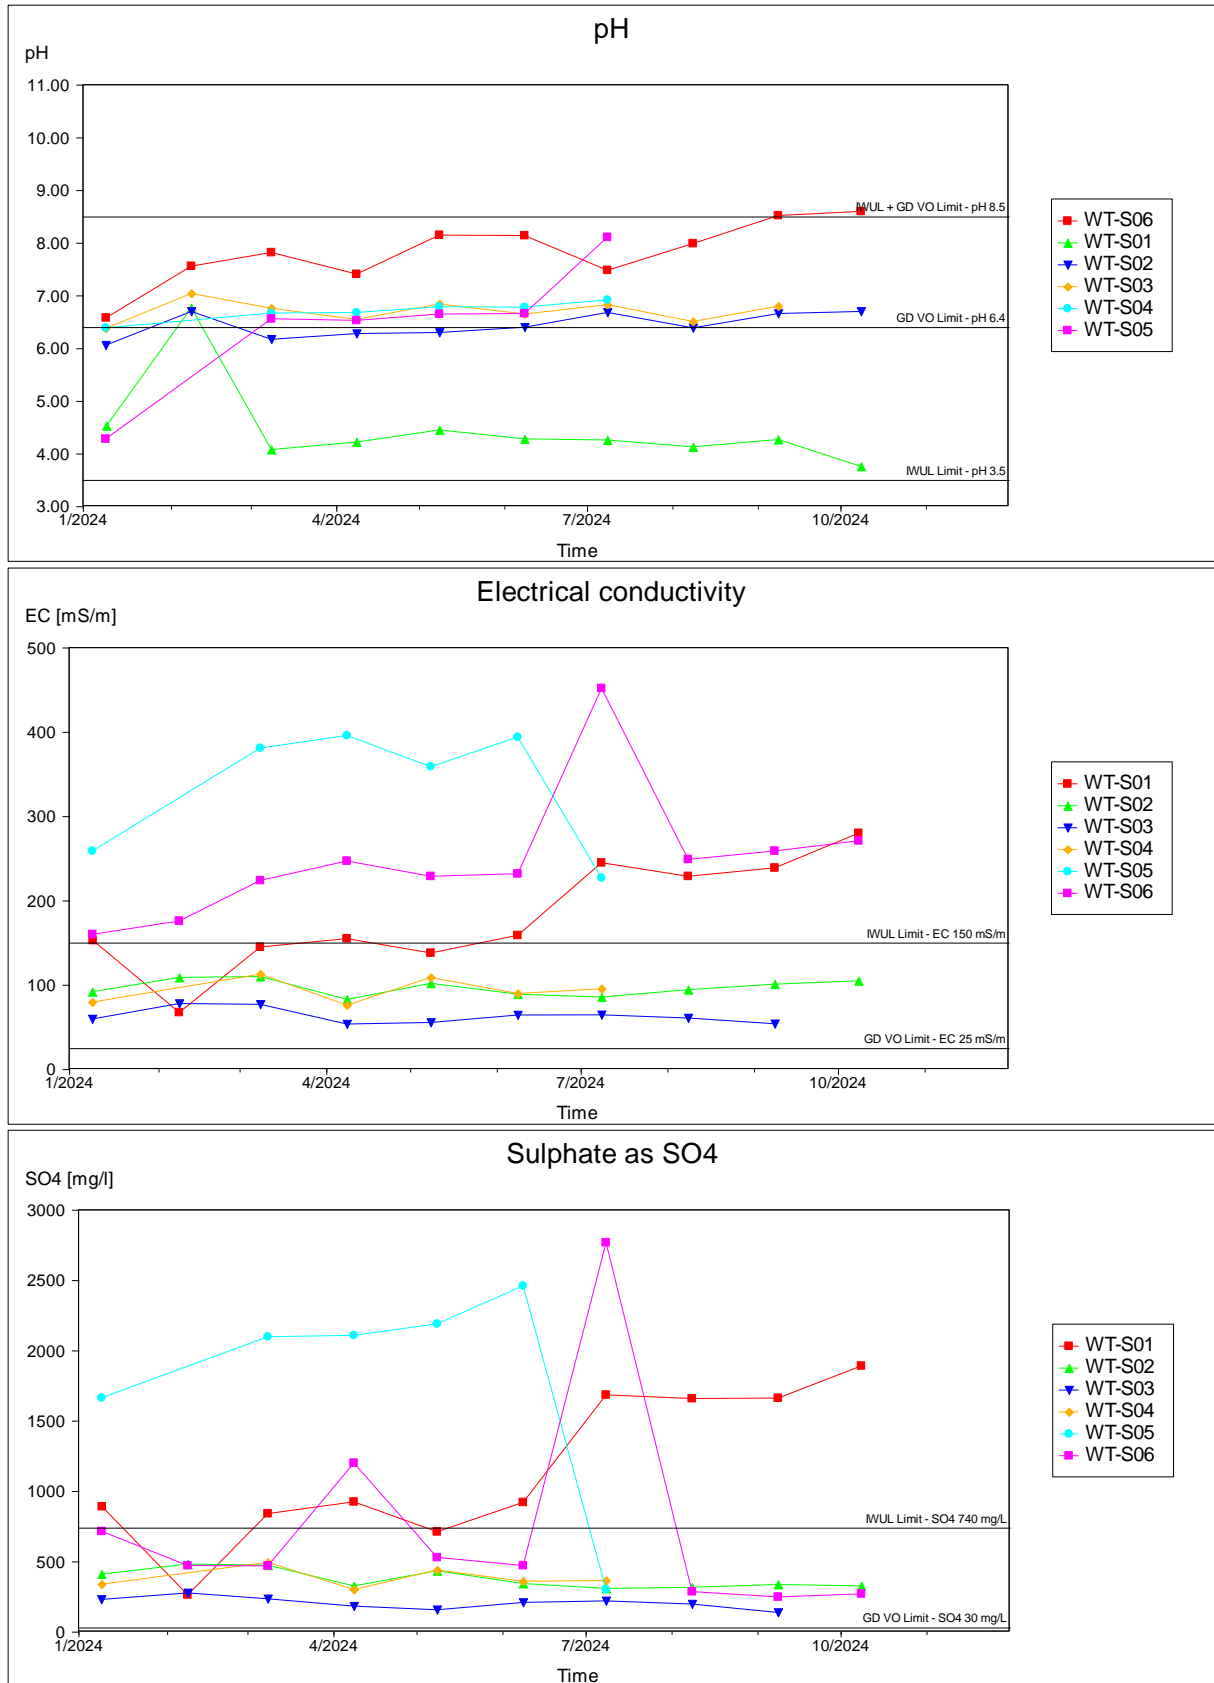 pH
pH
11.00
10.00
9.00
8.00
7.00
6.00
5.00
4.00
3.00
IWUL + GD VO Limit - pH 8.5
GD VO Limit - pH 6.4
IWUL Limit - pH 3.5
1/2024 4/2024 7/2024 10/2024
Time
WT-S06
WT-S01
WT-S02
WT-S03
WT-S04
WT-S05
Electrical conductivity
EC [mS/m]
500
400
300
200
100
0
IWUL Limit - EC 150 mS/m
GD VO Limit - EC 25 mS/m
1/2024 4/2024 7/2024 10/2024
Time
WT-S01
WT-S02
WT-S03
WT-S04
WT-S05
WT-S06
Sulphate as SO4
SO4 [mg/l]
3000
2500
2000
1500
1000
500
0
IWUL Limit - SO4 740 mg/L
GD VO Limit - SO4 30 mg/L
1/2024 4/2024 7/2024 10/2024
Time
WT-S01
WT-S02
WT-S03
WT-S04
WT-S05
WT-S06